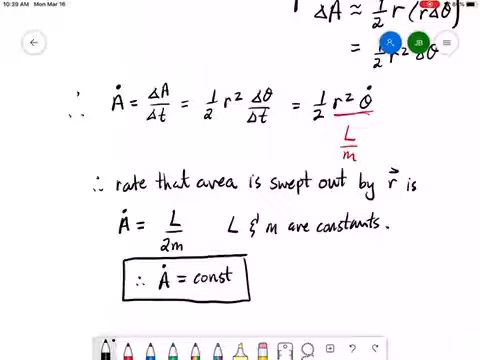 10:39 AM Mon Mar 16
ΔA ≈ 1/2 r (rΔθ)
= 1/2 r² Δθ
∴ Ȧ = ΔA/Δt = 1/2 r² Δθ/Δt = 1/2 r² θ̇
L/m
∴ rate that area is swept out by r⃗ is
Ȧ = L/2m L & m are constants.
∴ Ȧ = const